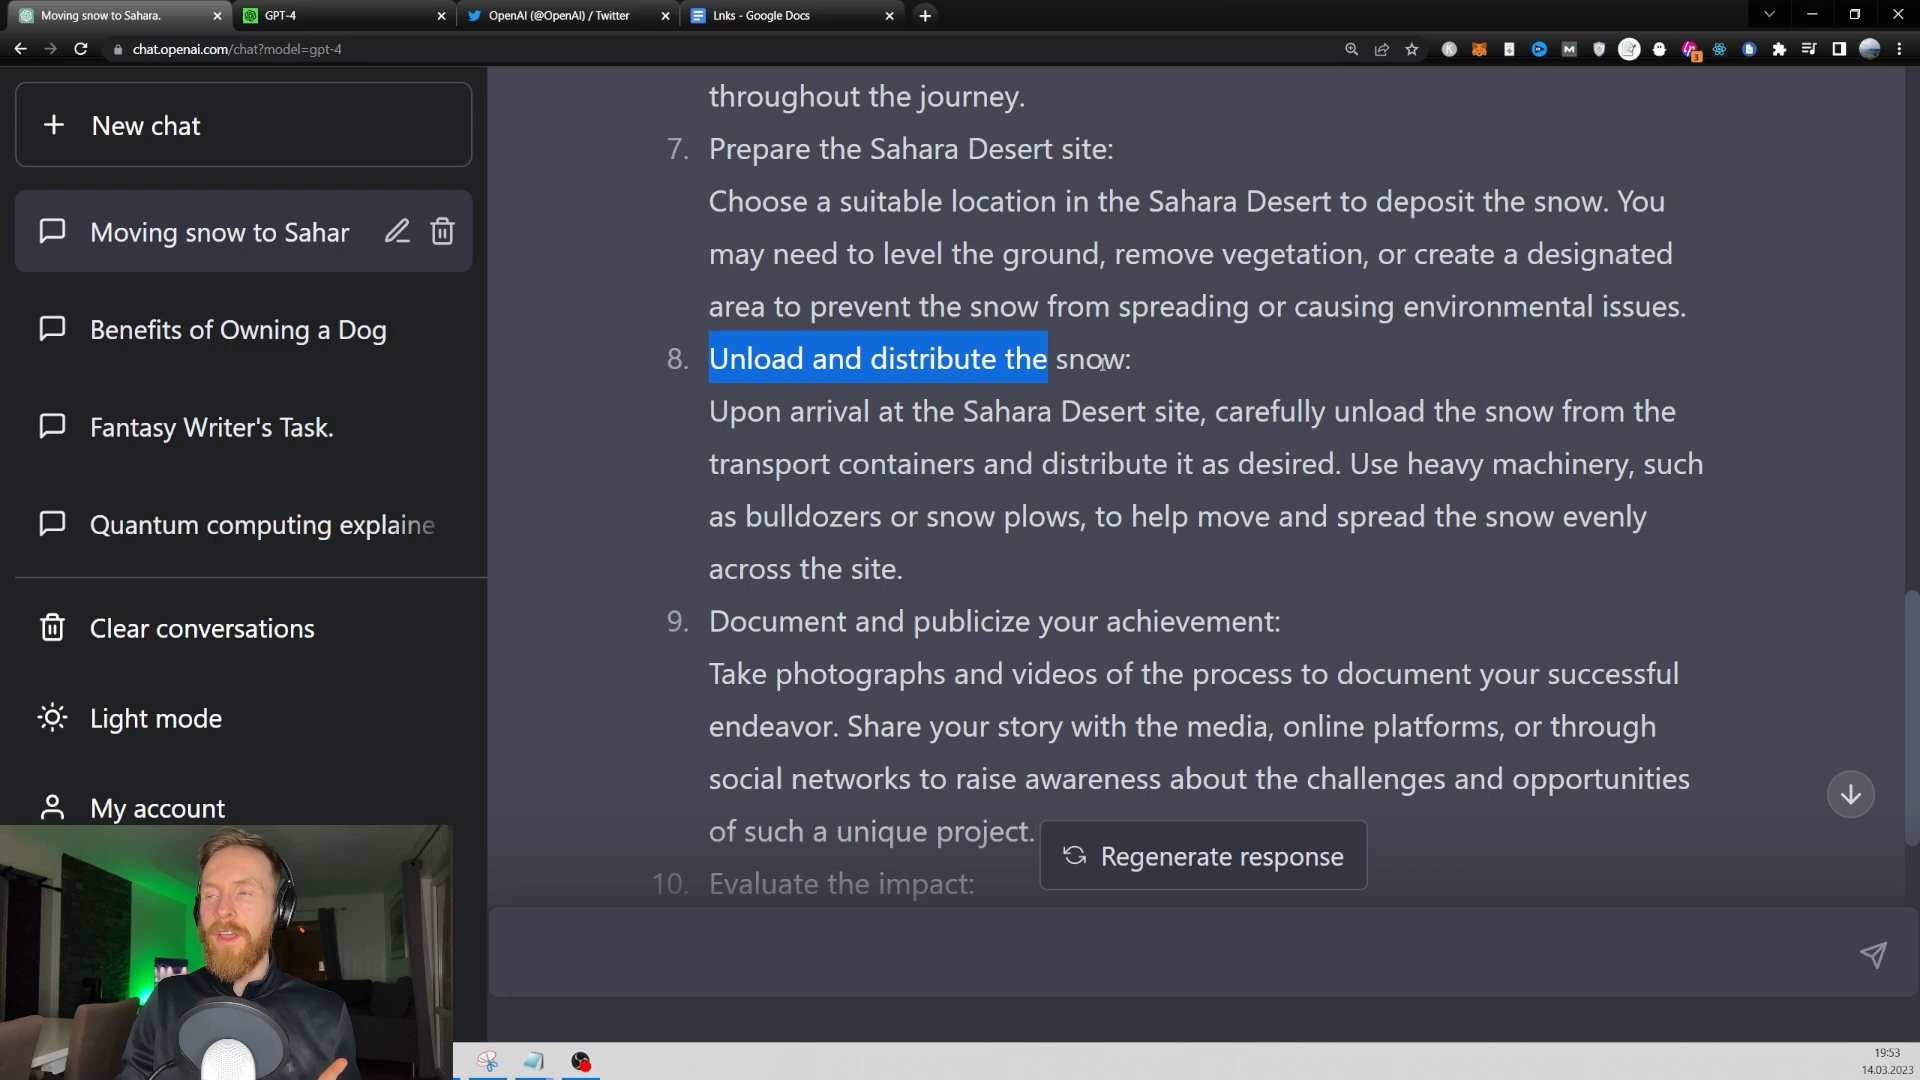 Moving snow to Sahara.
GPT-4
OpenAI (@OpenAI) / Twitter
Lnks - Google Docs
chat.openai.com/chat?model=gpt-4
3
New chat
Moving snow to Sahar
Benefits of Owning a Dog
Fantasy Writer's Task.
Quantum computing explaine
Clear conversations
Light mode
My account
throughout the journey.
7. Prepare the Sahara Desert site:
Choose a suitable location in the Sahara Desert to deposit the snow. You
may need to level the ground, remove vegetation, or create a designated
area to prevent the snow from spreading or causing environmental issues.
8. Unload and distribute the snow:
Upon arrival at the Sahara Desert site, carefully unload the snow from the
transport containers and distribute it as desired. Use heavy machinery, such
as bulldozers or snow plows, to help move and spread the snow evenly
across the site.
9. Document and publicize your achievement:
Take photographs and videos of the process to document your successful
endeavor. Share your story with the media, online platforms, or through
social networks to raise awareness about the challenges and opportunities
of such a unique project.
Regenerate response
10. Evaluate the impact:
19:53
14.03.2023